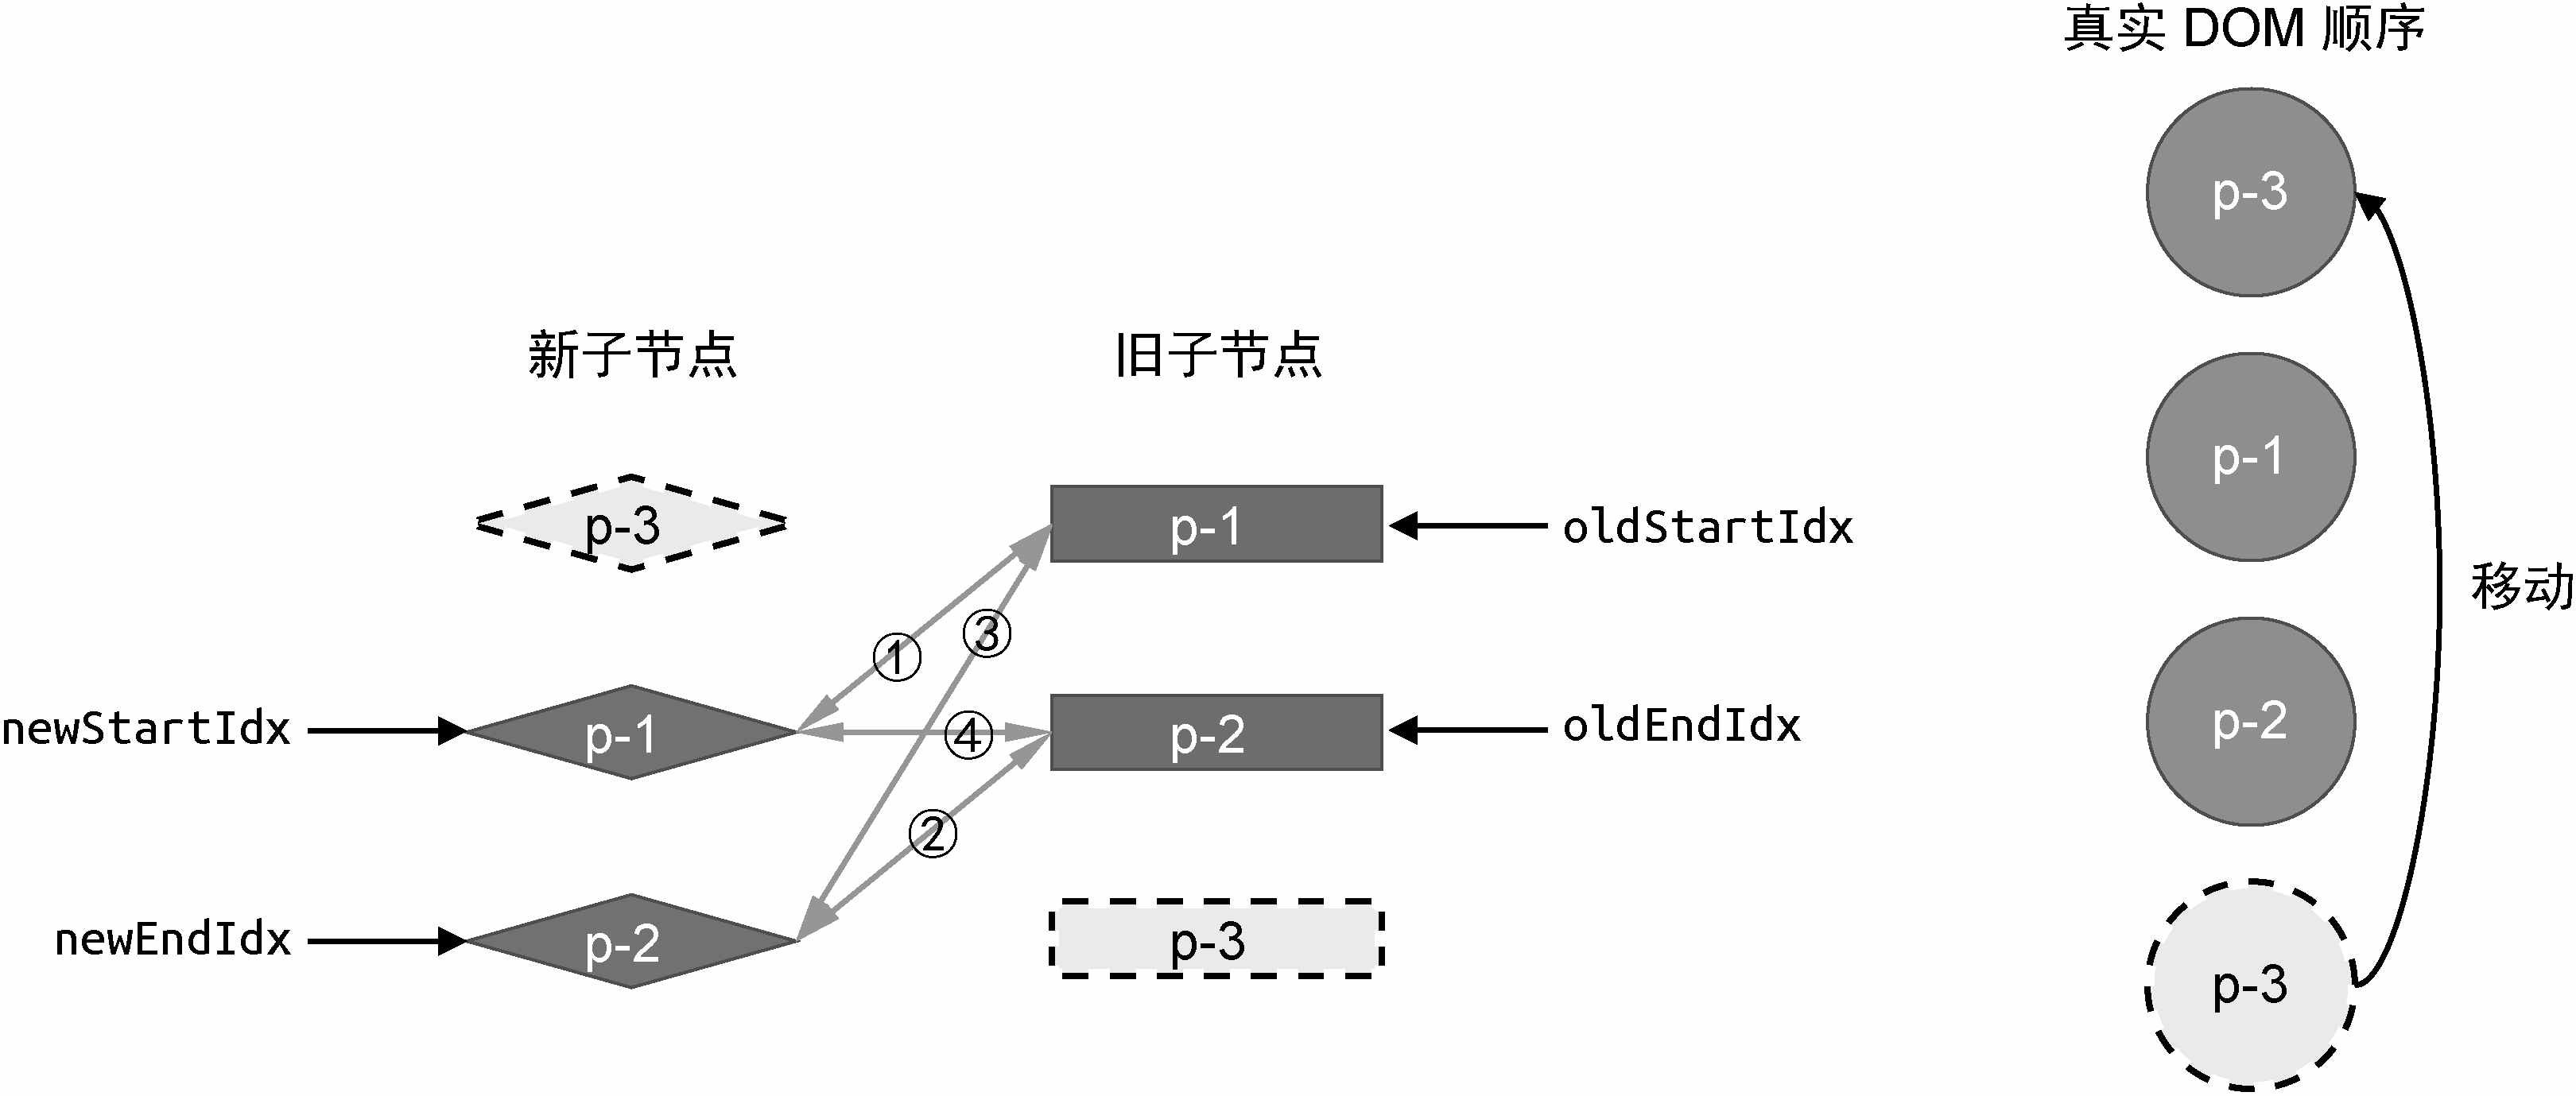 真实 DOM 顺序
p-3
新子节点
旧子节点
p-1
p-3
p-1
oldStartIdx
移动
①
③
newStartIdx
p-1
④
p-2
oldEndIdx
p-2
②
newEndIdx
p-2
p-3
p-3